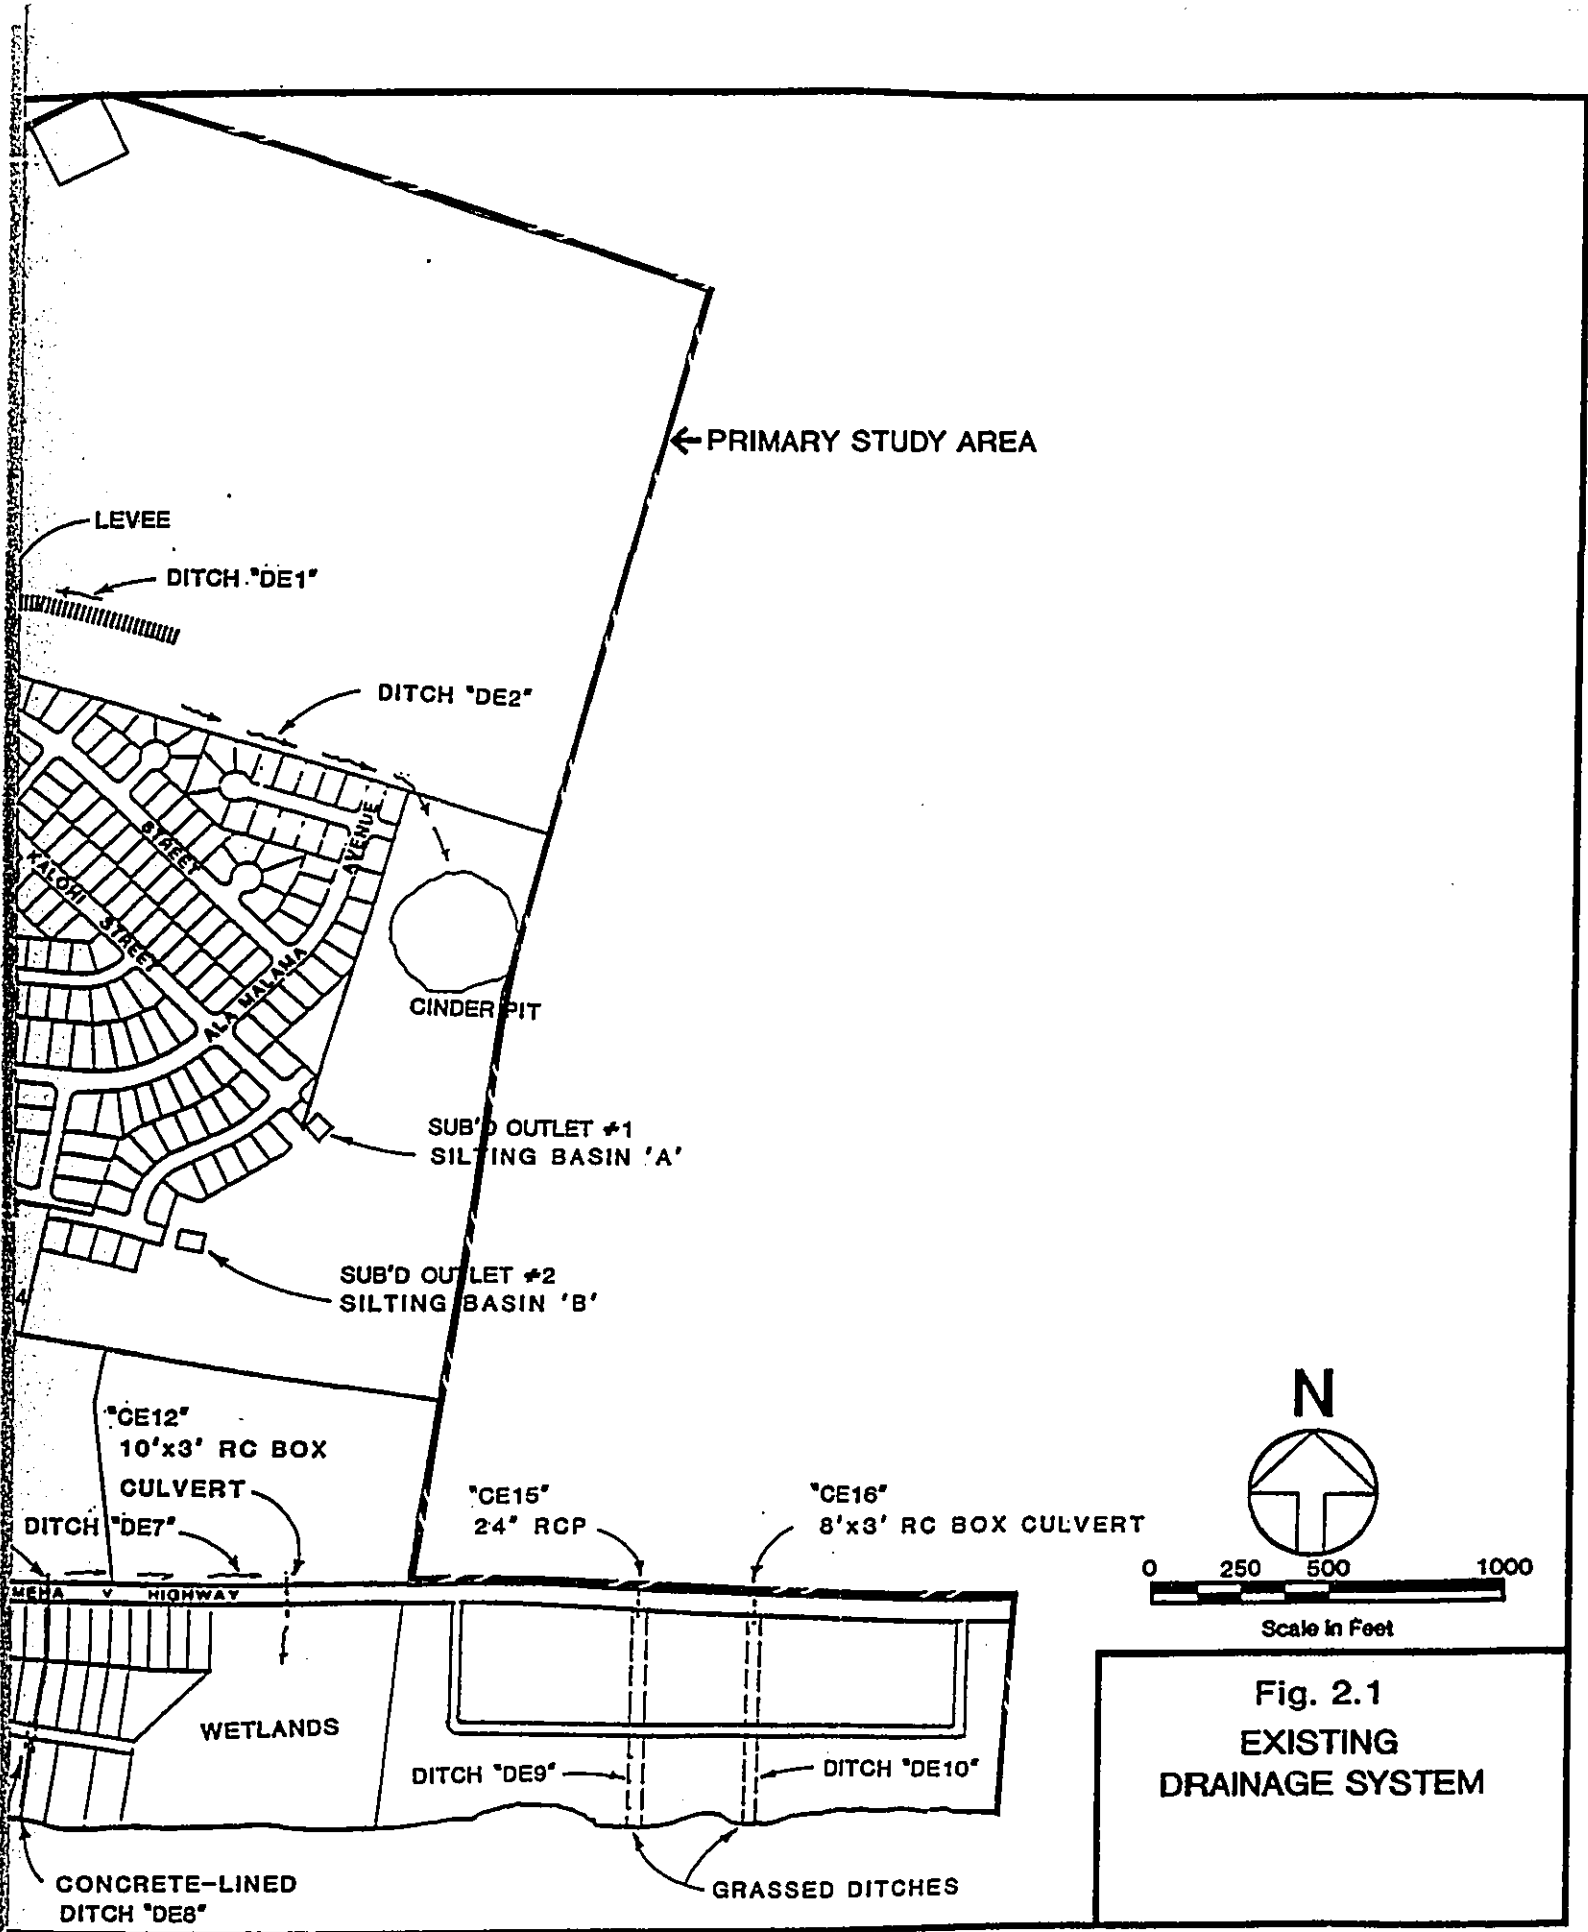 PRIMARY STUDY AREA
LEVEE
DITCH "DE1"
DITCH "DE2"
AVENUE
STREET
KALOHI STREET
ALA MALAMA
CINDER PIT
SUB'D OUTLET #1
SILTING BASIN 'A'
SUB'D OUTLET #2
SILTING BASIN 'B'
4
"CE12"
10'x3' RC BOX
CULVERT
DITCH "DE7"
"CE15"
24" RCP
"CE16"
8'x3' RC BOX CULVERT
N
0 250 500 1000
Scale in Feet
MEHA V HIGHWAY
WETLANDS
DITCH "DE9"
DITCH "DE10"
GRASSED DITCHES
CONCRETE-LINED
DITCH "DE8"
Fig. 2.1
EXISTING
DRAINAGE SYSTEM